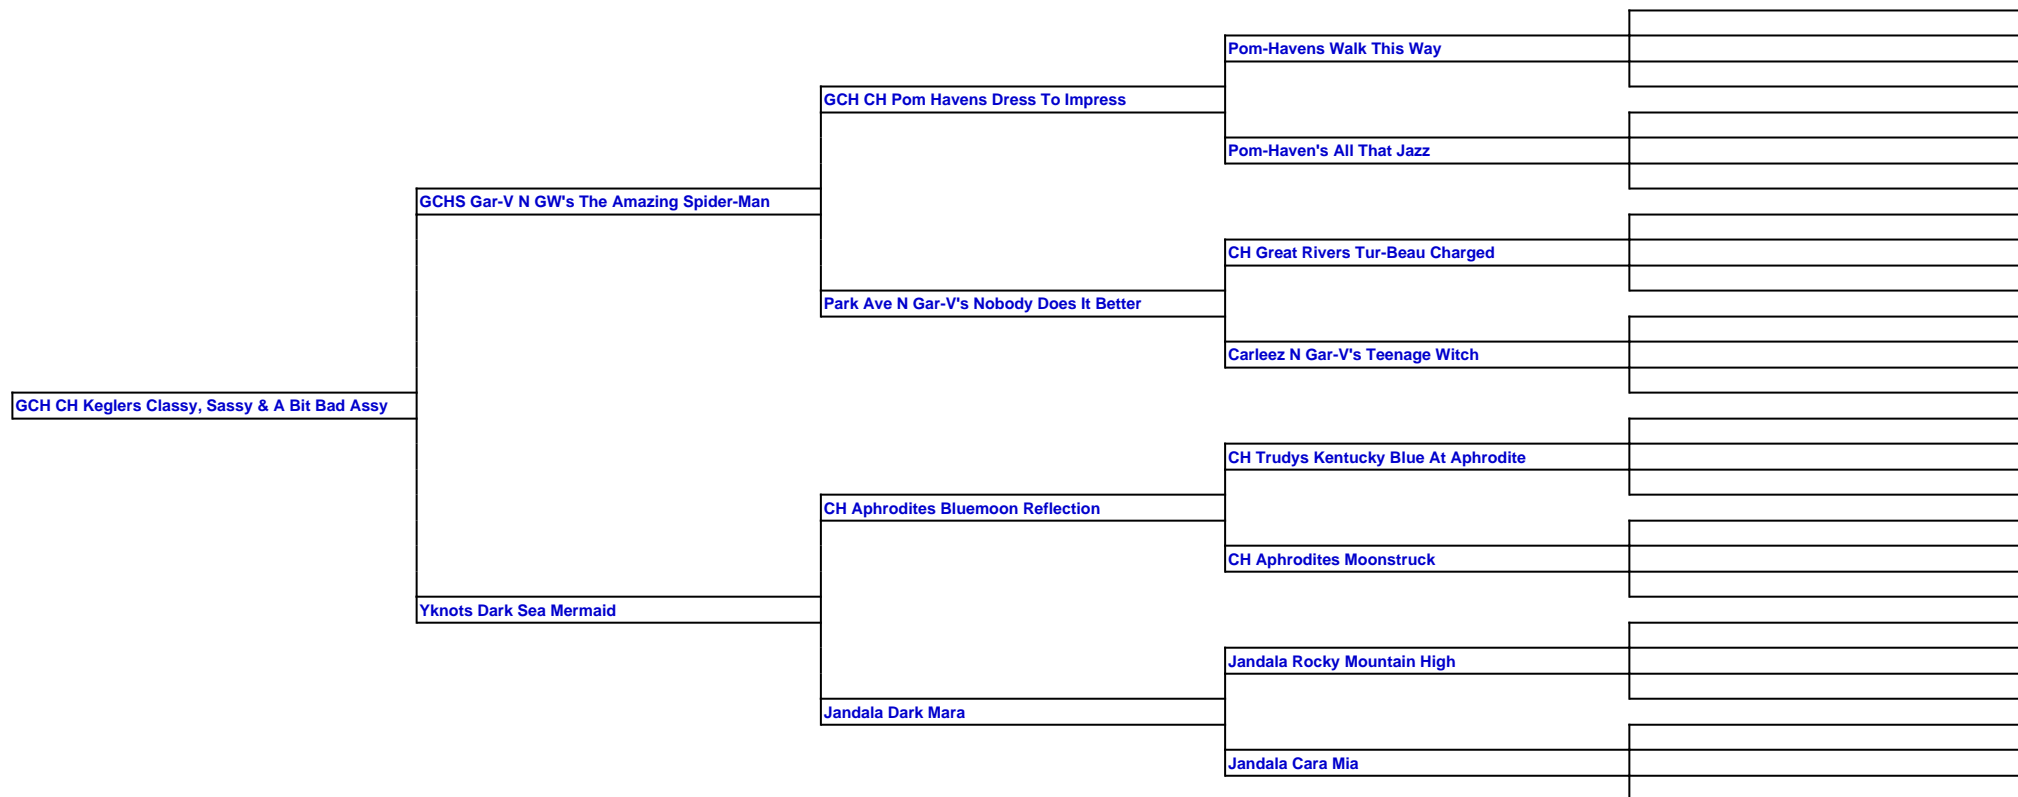 Pom-Havens Walk This Way
GCH CH Pom Havens Dress To Impress
Pom-Haven's All That Jazz
GCHS Gar-V N GW's The Amazing Spider-Man
CH Great Rivers Tur-Beau Charged
Park Ave N Gar-V's Nobody Does It Better
Carleez N Gar-V's Teenage Witch
GCH CH Keglers Classy, Sassy & A Bit Bad Assy
CH Trudys Kentucky Blue At Aphrodite
CH Aphrodites Bluemoon Reflection
CH Aphrodites Moonstruck
Yknots Dark Sea Mermaid
Jandala Rocky Mountain High
Jandala Dark Mara
Jandala Cara Mia